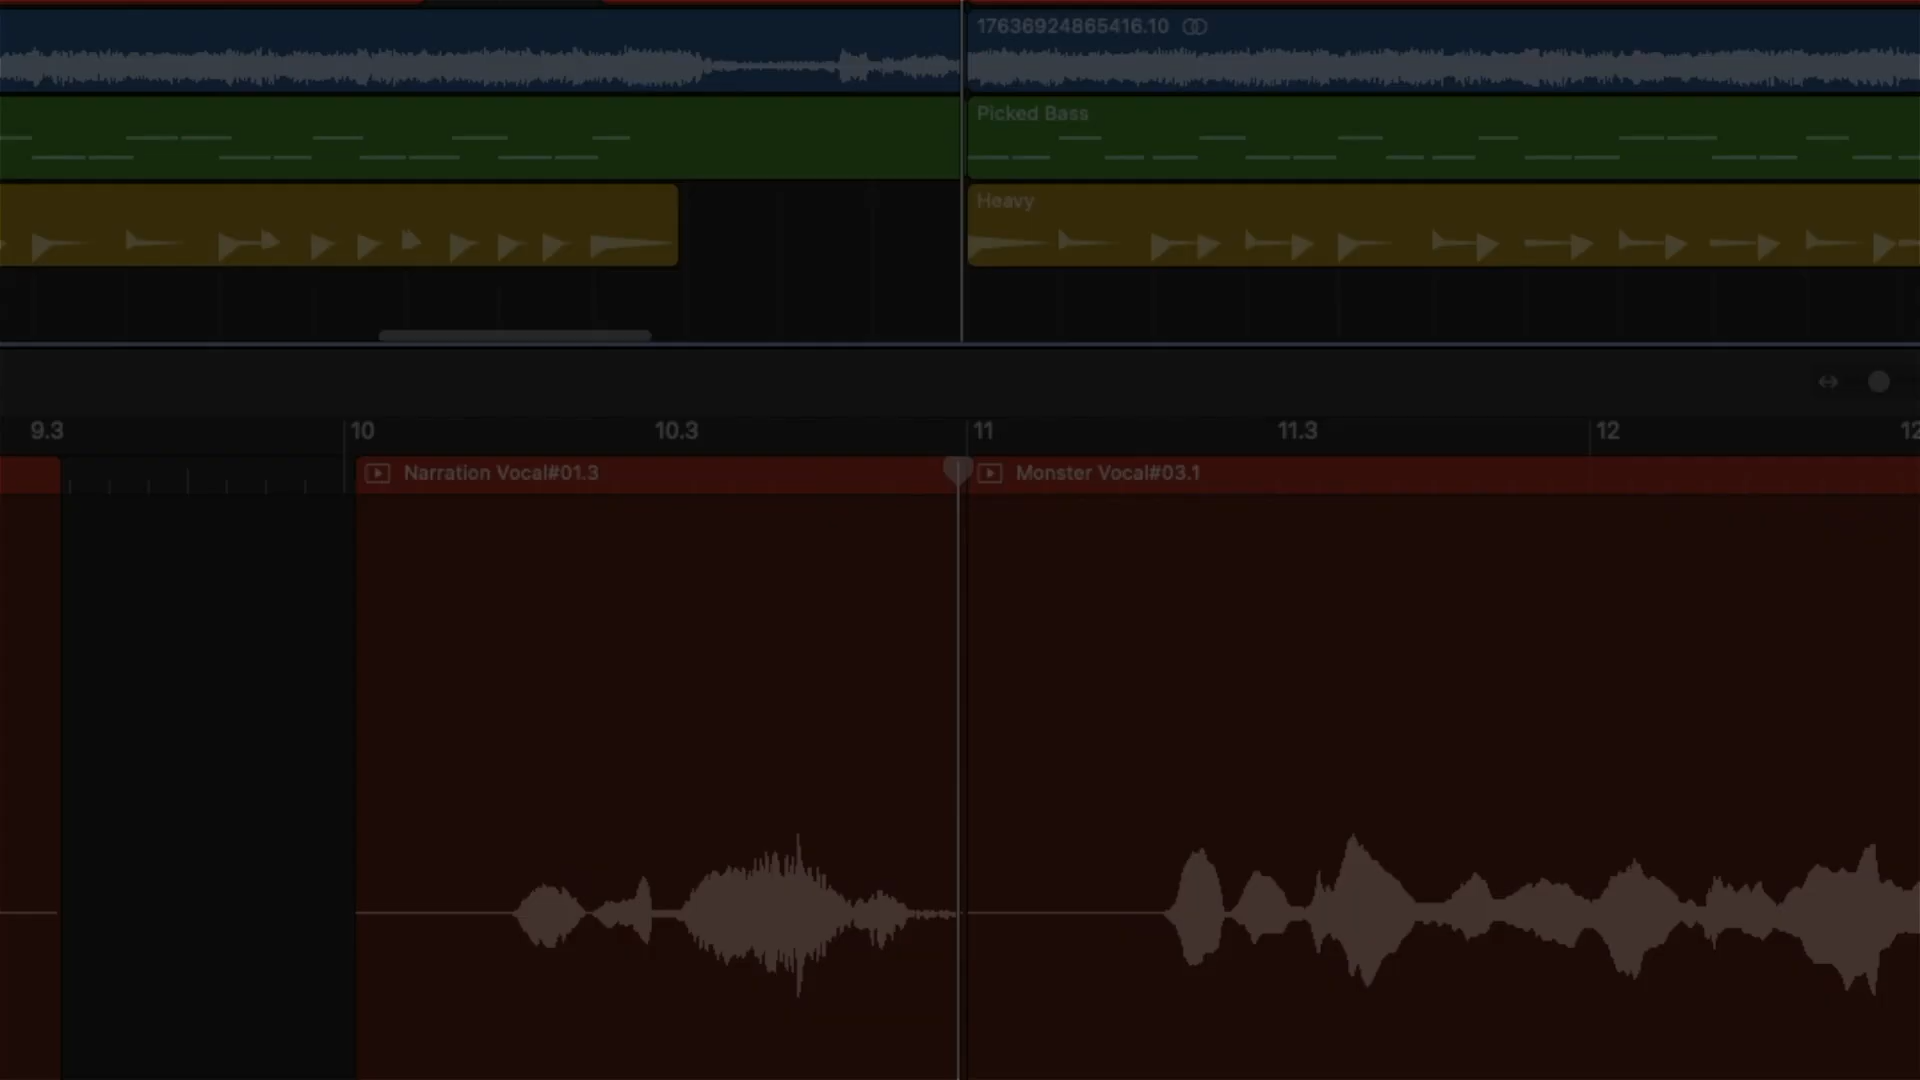 17636924865416.10
Picked Bass
Heavy
9.3 10 10.3 11 11.3 12 12
Narration Vocal#01.3 Monster Vocal#03.1